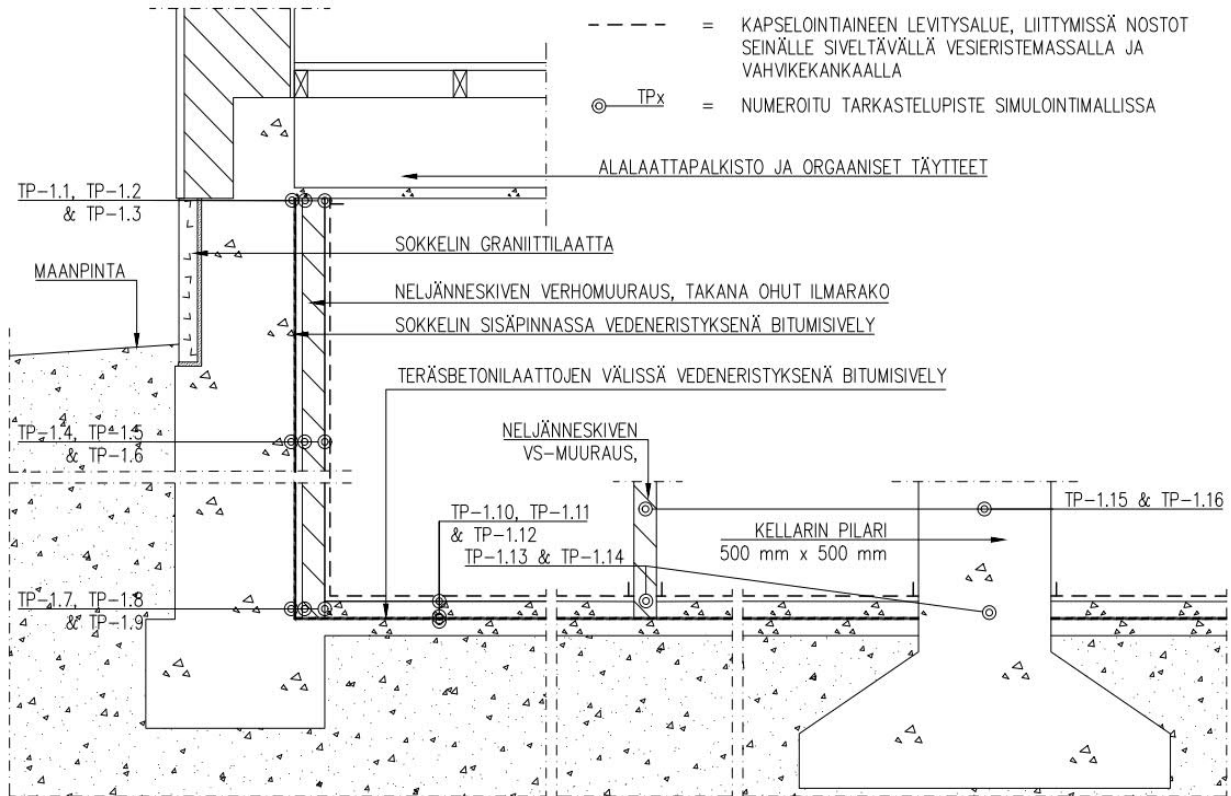 = KAPSELOINTIAINEEN LEVITYSALUE, LIITTYMISSÄ NOSTOT
SEINÄLLE SIVELTÄVÄLLÄ VESIERISTEMASSALLA JA
VAHVIKEKANKAALLA
TPx = NUMEROITU TARKASTELUPISTE SIMULOINTIMALLISSA
ALALAATTAPALKISTO JA ORGAANISET TÄYTTEET
TP-1.1, TP-1.2
& TP-1.3
SOKKELIN GRANIITTILAATTA
MAANPINTA
NELJÄNNESKIVEN VERHOMUURAUS, TAKANA OHUT ILMARAKO
SOKKELIN SISÄPINNASSA VEDENERISTYKSENÄ BITUMISIVELY
TERÄSBETONILAATTOJEN VÄLISSÄ VEDENERISTYKSENÄ BITUMISIVELY
TP-1.4, TP-1.5
& TP-1.6
NELJÄNNESKIVEN
VS-MUURAUS,
TP-1.15 & TP-1.16
TP-1.10, TP-1.11
& TP-1.12
TP-1.13 & TP-1.14
KELLARIN PILARI
500 mm x 500 mm
TP-1.7, TP-1.8
& TP-1.9